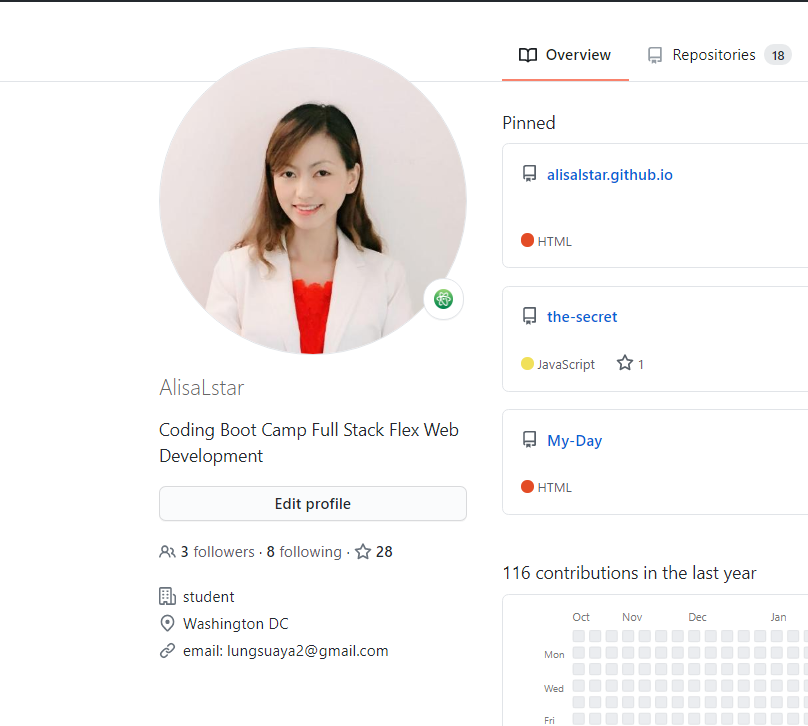 Overview
Repositories 18
Pinned
alisalstar.github.io
HTML
the-secret
JavaScript 1
My-Day
HTML
AlisaLstar
Coding Boot Camp Full Stack Flex Web
Development
Edit profile
3 followers · 8 following · 28
student
Washington DC
email: lungsuaya2@gmail.com
116 contributions in the last year
Oct Nov Dec Jan
Mon
Wed
Fri